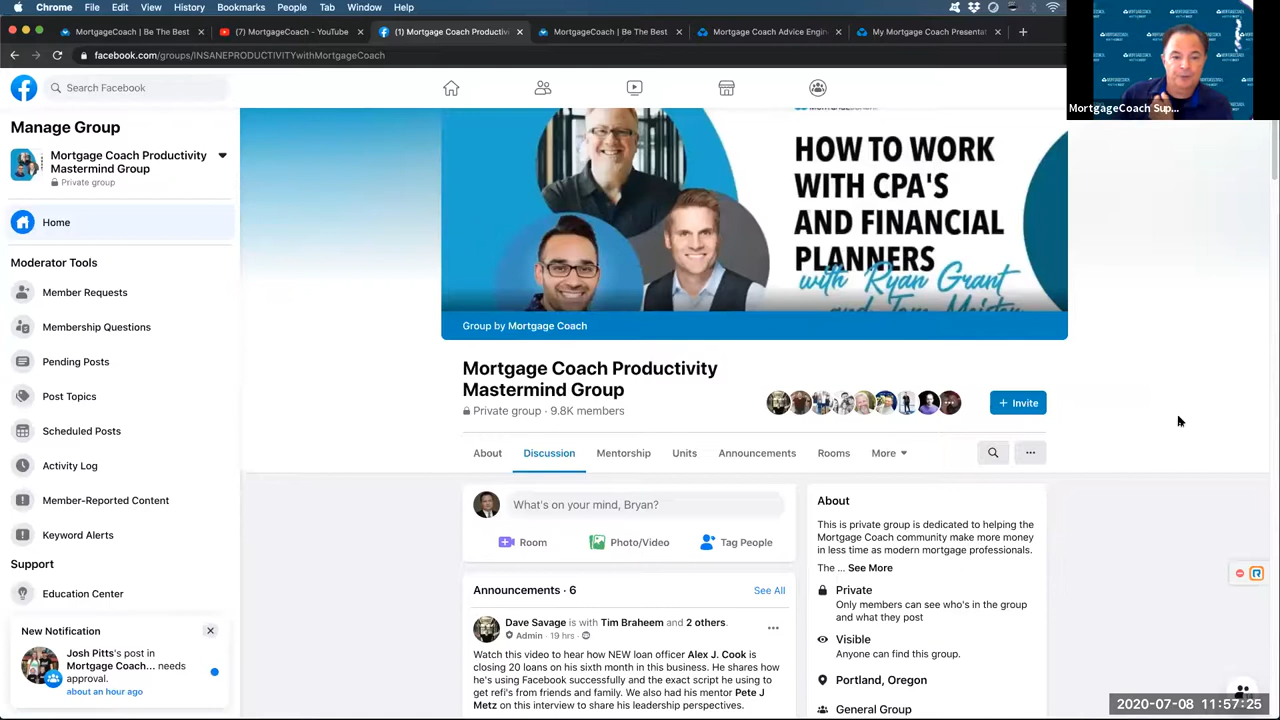 Chrome File Edit View History Bookmarks People Tab Window Help
MortgageCoach | Be The Best
(7) MortgageCoach - YouTube
(1) Mortgage Coach Productiv
MortgageCoach | Be The Best
Mortgage Coach Advice Engin
My Mortgage Coach Presentat
facebook.com/groups/INSANEPRODUCTIVITYwithMortgageCoach
MortgageCoach Sup...
Search Facebook
Manage Group
Mortgage Coach Productivity
Mastermind Group
Private group
Home
Moderator Tools
Member Requests
Membership Questions
Pending Posts
Post Topics
Scheduled Posts
Activity Log
Member-Reported Content
Keyword Alerts
Support
Education Center
New Notification
Josh Pitts's post in
Mortgage Coach... needs
approval.
about an hour ago
HOW TO WORK
WITH CPA'S
AND FINANCIAL
PLANNERS
with Ryan Grant
and Tom Meister
Group by Mortgage Coach
Mortgage Coach Productivity
Mastermind Group
Private group · 9.8K members
+ Invite
About Discussion Mentorship Units Announcements Rooms More
What's on your mind, Bryan?
Room Photo/Video Tag People
Announcements · 6 See All
Dave Savage is with Tim Braheem and 2 others.
Admin · 19 hrs ·
Watch this video to hear how NEW loan officer Alex J. Cook is
closing 20 loans on his sixth month in this business. He shares how
he's using Facebook successfully and the exact script he using to
get refi's from friends and family. We also had his mentor Pete J
Metz on this interview to share his leadership perspectives.
About
This is private group is dedicated to helping the
Mortgage Coach community make more money
in less time as modern mortgage professionals.
The ... See More
Private
Only members can see who's in the group
and what they post
Visible
Anyone can find this group.
Portland, Oregon
General Group
2020-07-08 11:57:25